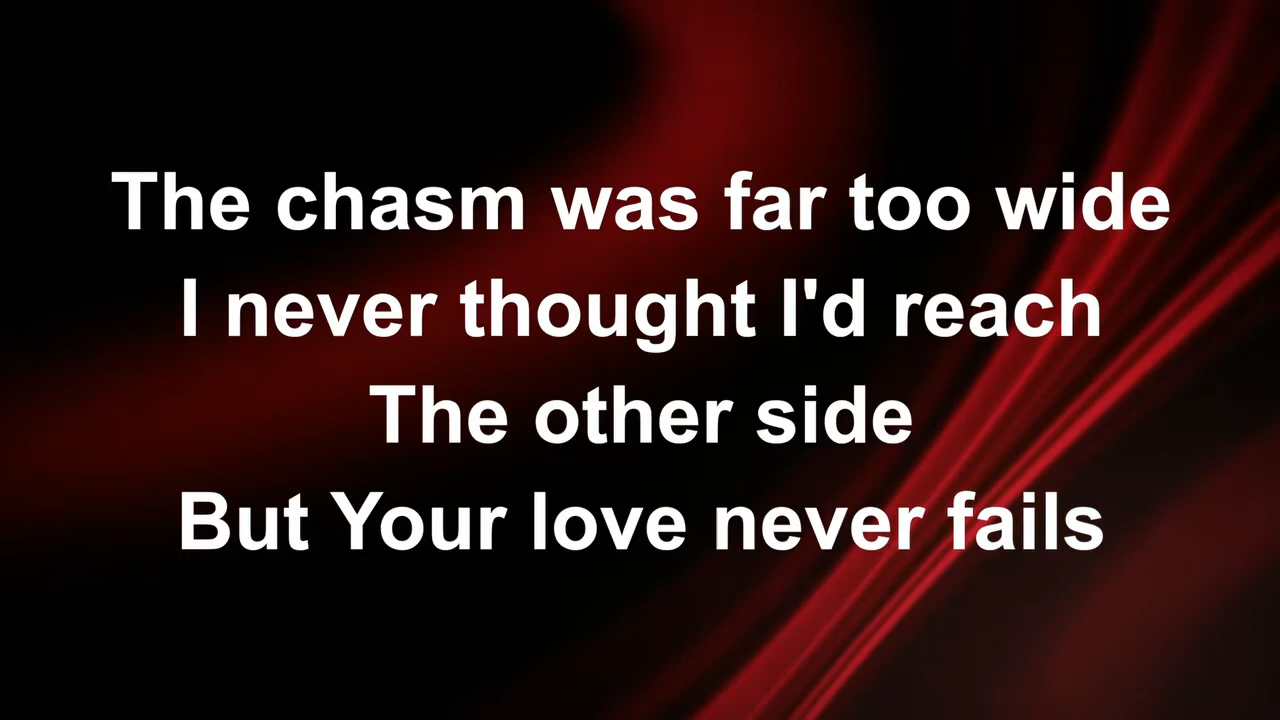 The chasm was far too wide
I never thought I'd reach
The other side
But Your love never fails